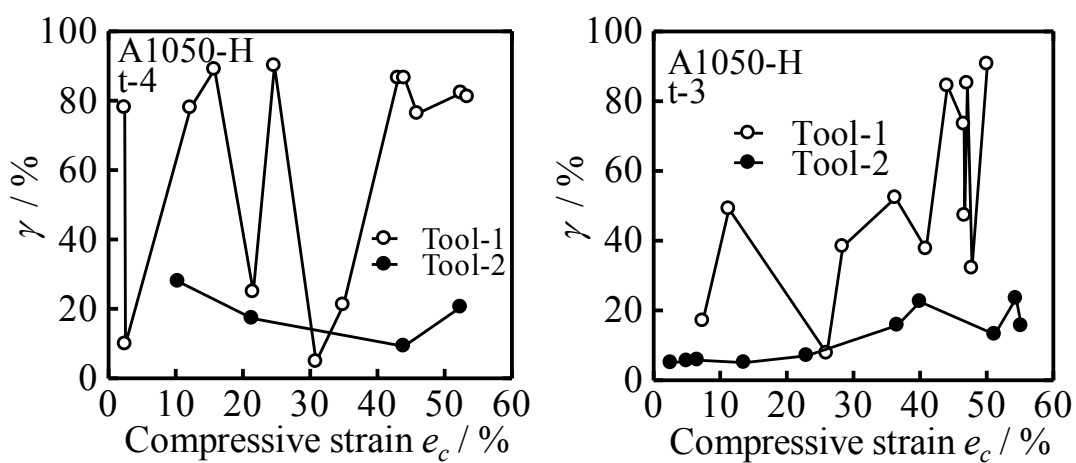 100
80
60
40
20
0
γ / %
A1050-H
t-4
Tool-1
Tool-2
0 10 20 30 40 50 60
Compressive strain e_c / %
100
80
60
40
20
0
γ / %
A1050-H
t-3
Tool-1
Tool-2
0 10 20 30 40 50 60
Compressive strain e_c / %